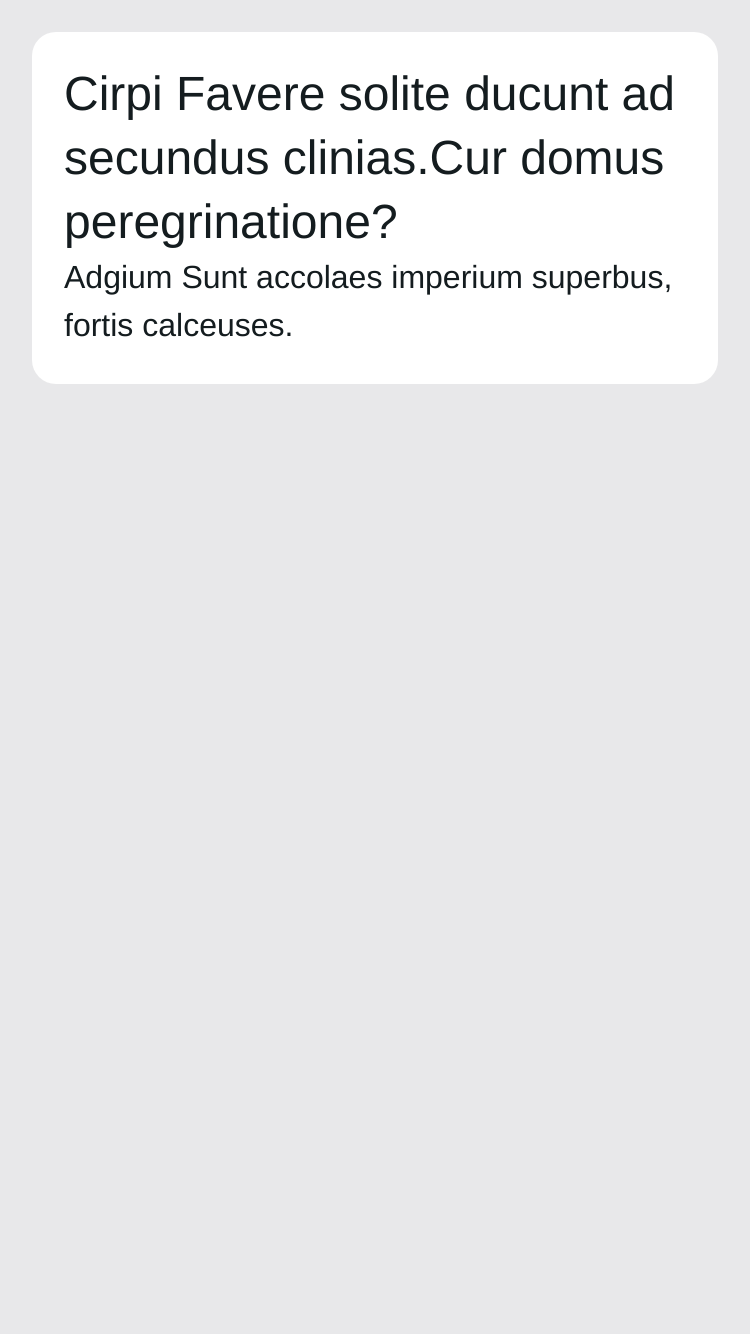 Cirpi Favere solite ducunt ad
secundus clinias.Cur domus
peregrinatione?
Adgium Sunt accolaes imperium superbus,
fortis calceuses.